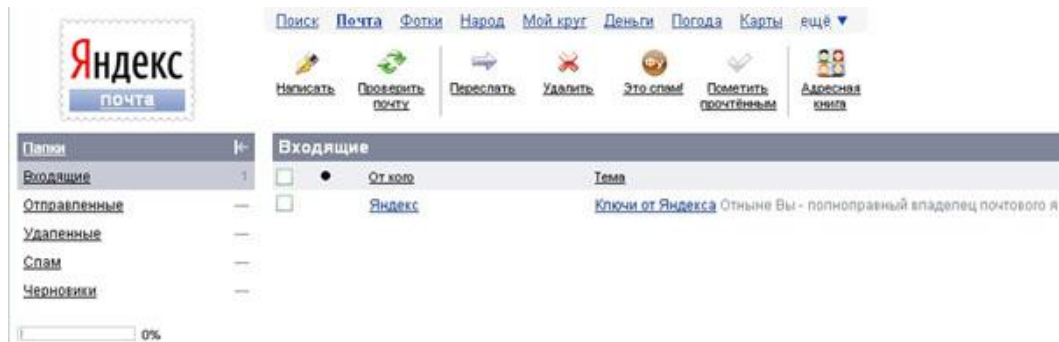 Поиск Почта Фотки Народ Мой круг Деньги Погода Карты ещё ▼
Яндекс
почта
Написать Проверить почту Переслать Удалить Это спам! Пометить прочтённым Адресная книга
Папки
Входящие 1
Отправленные —
Удаленные —
Спам —
Черновики —
0%
Входящие
От кого Тема
Яндекс Ключи от Яндекса Отныне Вы - полноправный владелец почтового